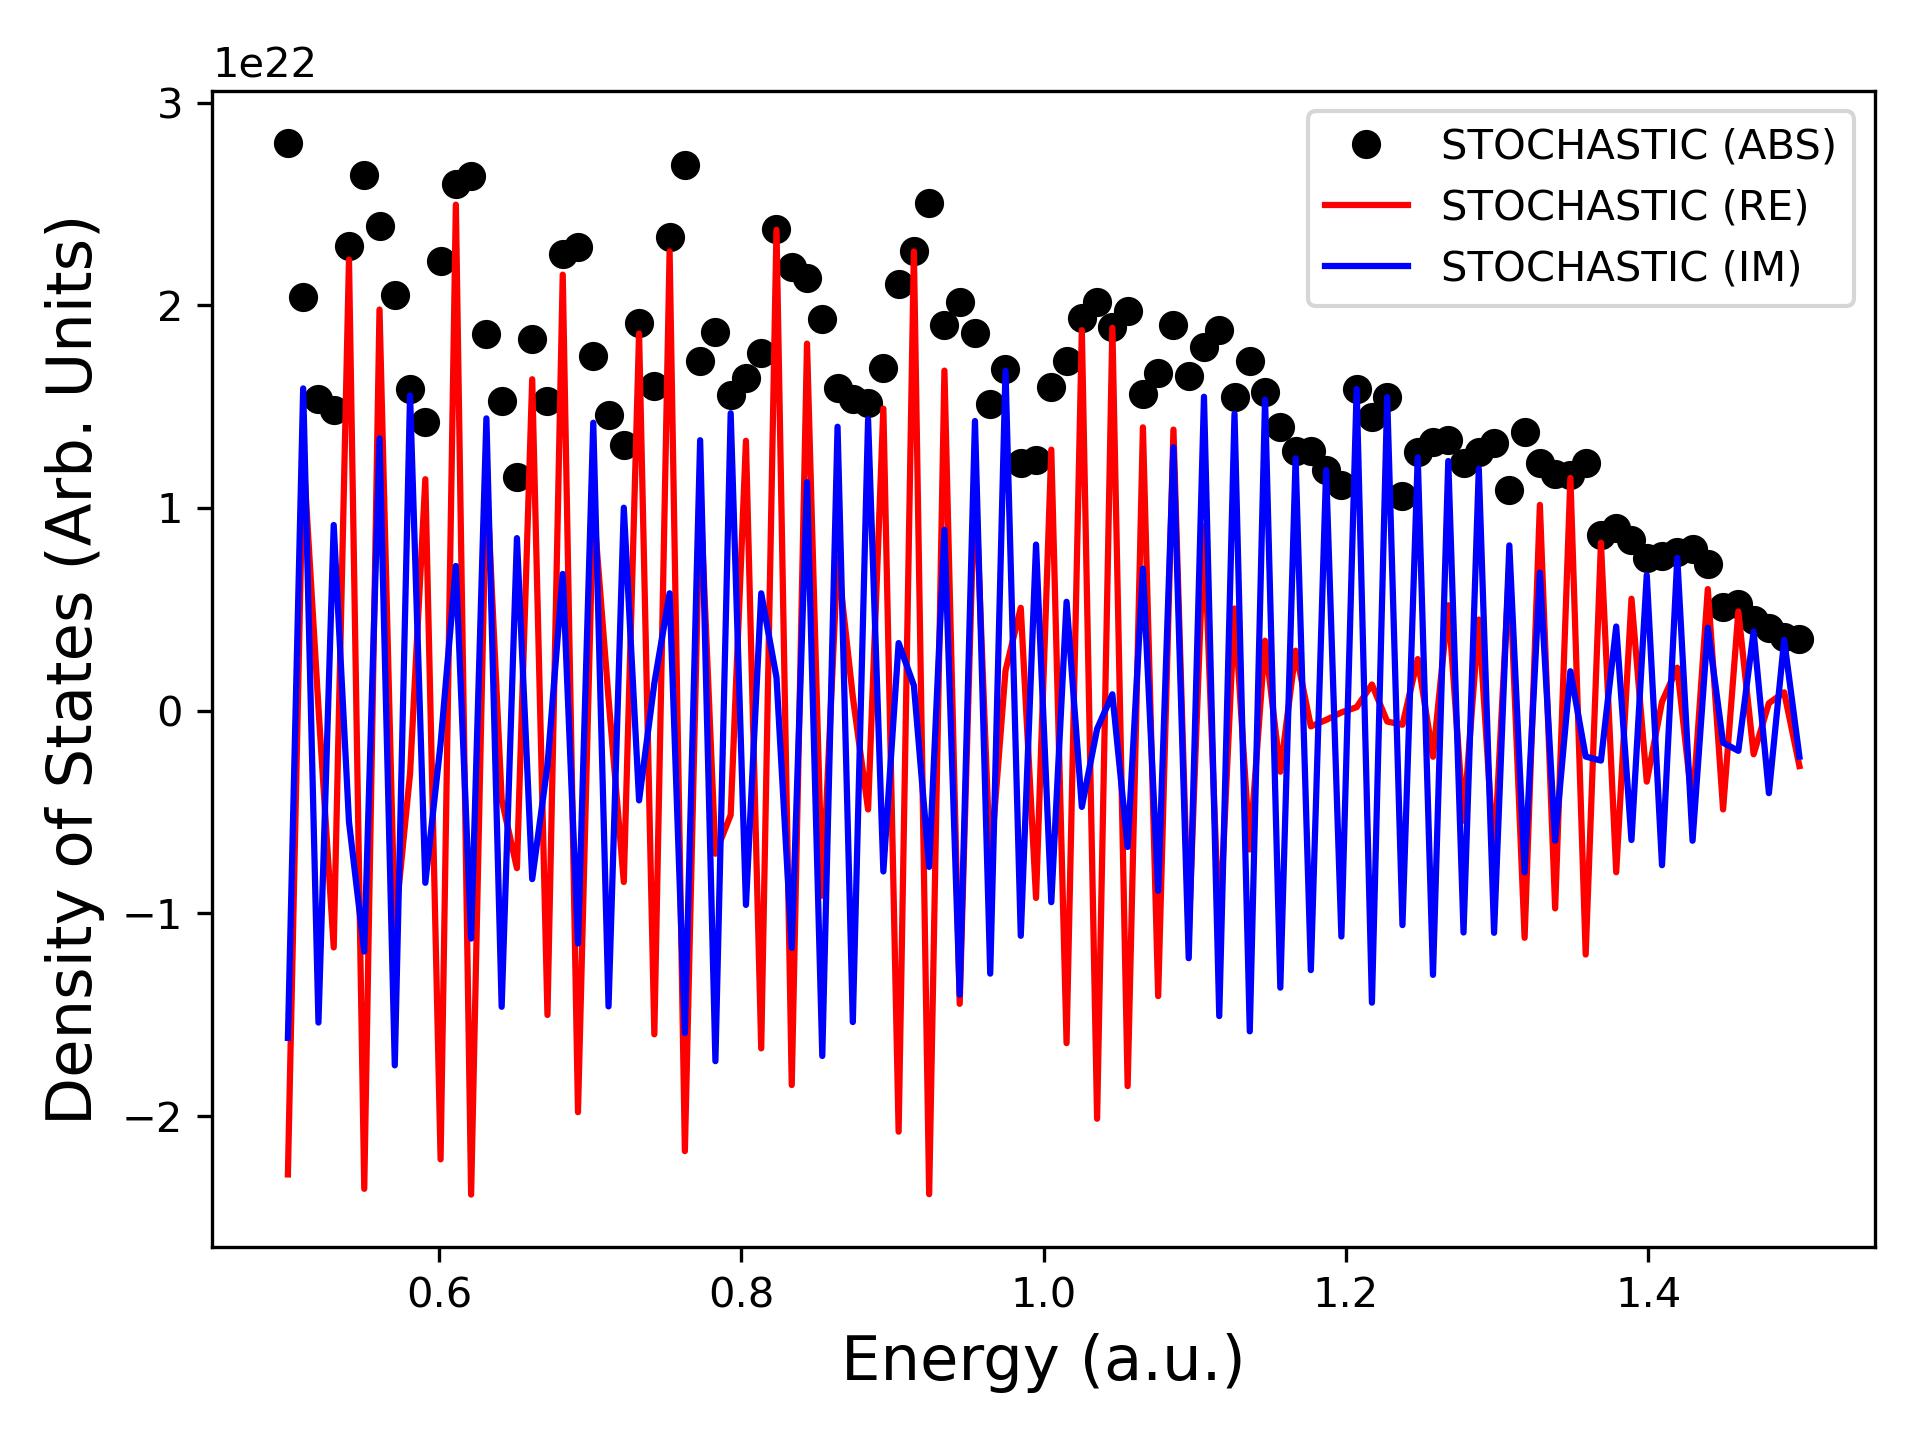 1e22
3
2
1
0
−1
−2
Density of States (Arb. Units)
STOCHASTIC (ABS)
STOCHASTIC (RE)
STOCHASTIC (IM)
0.6 0.8 1.0 1.2 1.4
Energy (a.u.)